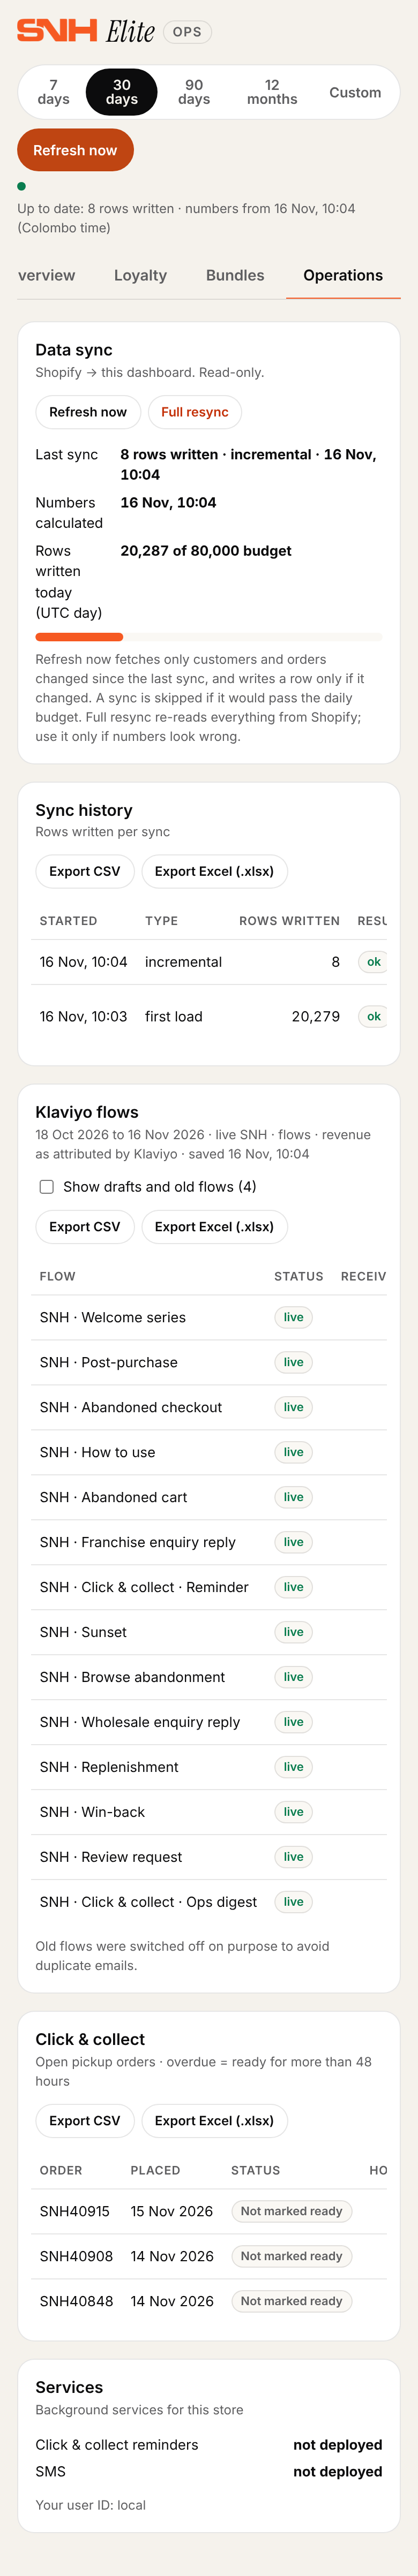 SNH Elite OPS
7 days
30 days
90 days
12 months
Custom
Refresh now
Up to date: 8 rows written · numbers from 16 Nov, 10:04
(Colombo time)
verview Loyalty Bundles Operations
Data sync
Shopify → this dashboard. Read-only.
Refresh now Full resync
Last sync 8 rows written · incremental · 16 Nov,
10:04
Numbers 16 Nov, 10:04
calculated
Rows 20,287 of 80,000 budget
written
today
(UTC day)
Refresh now fetches only customers and orders
changed since the last sync, and writes a row only if it
changed. A sync is skipped if it would pass the daily
budget. Full resync re-reads everything from Shopify;
use it only if numbers look wrong.
Sync history
Rows written per sync
Export CSV Export Excel (.xlsx)
STARTED TYPE ROWS WRITTEN RESU
16 Nov, 10:04 incremental 8 ok
16 Nov, 10:03 first load 20,279 ok
Klaviyo flows
18 Oct 2026 to 16 Nov 2026 · live SNH · flows · revenue
as attributed by Klaviyo · saved 16 Nov, 10:04
Show drafts and old flows (4)
Export CSV Export Excel (.xlsx)
FLOW STATUS RECEIV
SNH · Welcome series live
SNH · Post-purchase live
SNH · Abandoned checkout live
SNH · How to use live
SNH · Abandoned cart live
SNH · Franchise enquiry reply live
SNH · Click & collect · Reminder live
SNH · Sunset live
SNH · Browse abandonment live
SNH · Wholesale enquiry reply live
SNH · Replenishment live
SNH · Win-back live
SNH · Review request live
SNH · Click & collect · Ops digest live
Old flows were switched off on purpose to avoid
duplicate emails.
Click & collect
Open pickup orders · overdue = ready for more than 48
hours
Export CSV Export Excel (.xlsx)
ORDER PLACED STATUS HO
SNH40915 15 Nov 2026 Not marked ready
SNH40908 14 Nov 2026 Not marked ready
SNH40848 14 Nov 2026 Not marked ready
Services
Background services for this store
Click & collect reminders not deployed
SMS not deployed
Your user ID: local